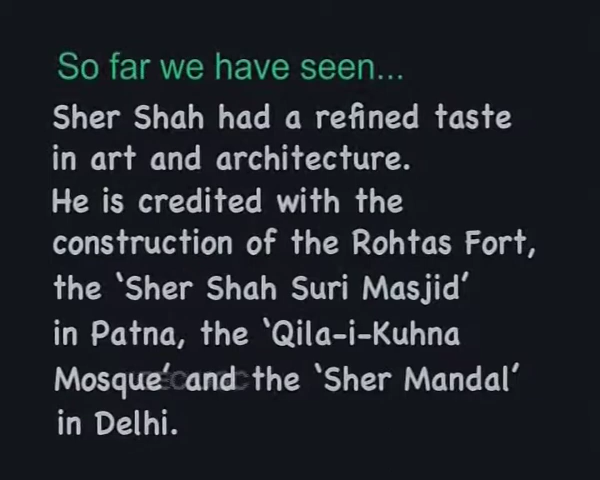 So far we have seen...
Sher Shah had a refined taste
in art and architecture.
He is credited with the
construction of the Rohtas Fort,
the ‘Sher Shah Suri Masjid’
in Patna, the ‘Qila-i-Kuhna
Mosque’ and the ‘Sher Mandal’
in Delhi.